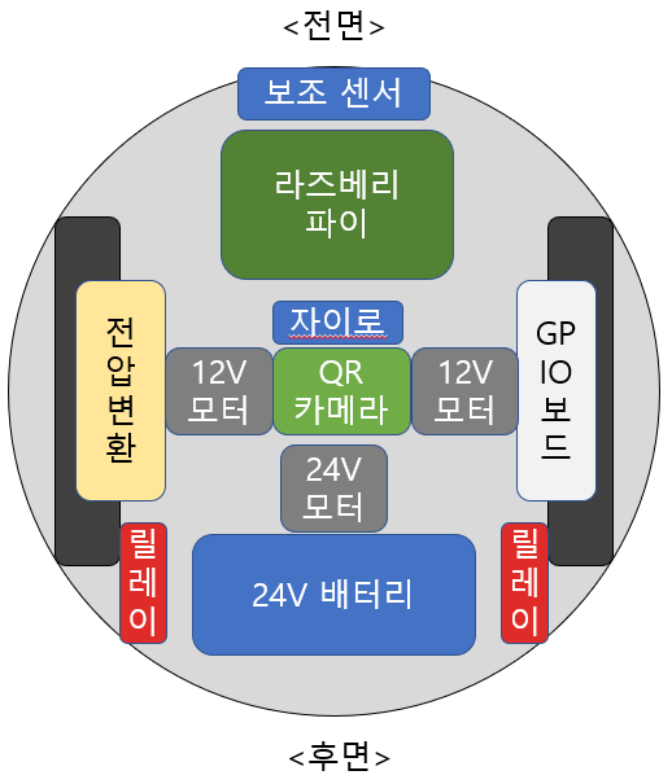 <전면>
보조 센서
라즈베리
파이
자이로
전
압
변
환
12V
모터
QR
카메라
12V
모터
GP
IO
보
드
24V
모터
릴
레
이
24V 배터리
릴
레
이
<후면>